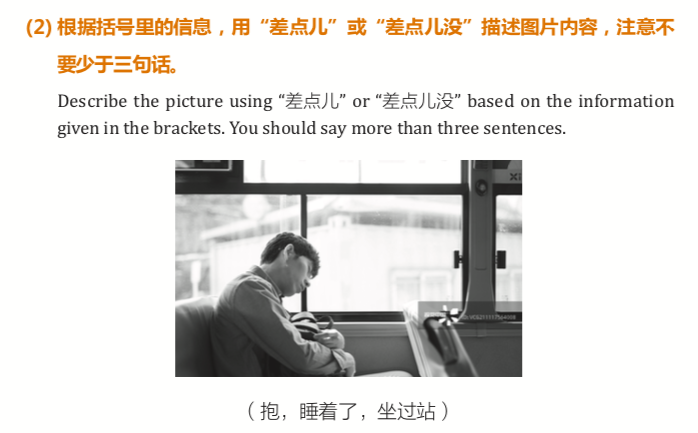 (2) 根据括号里的信息，用“差点儿”或“差点儿没”描述图片内容，注意不
要少于三句话。
Describe the picture using “差点儿” or “差点儿没” based on the information
given in the brackets. You should say more than three sentences.
（抱，睡着了，坐过站）